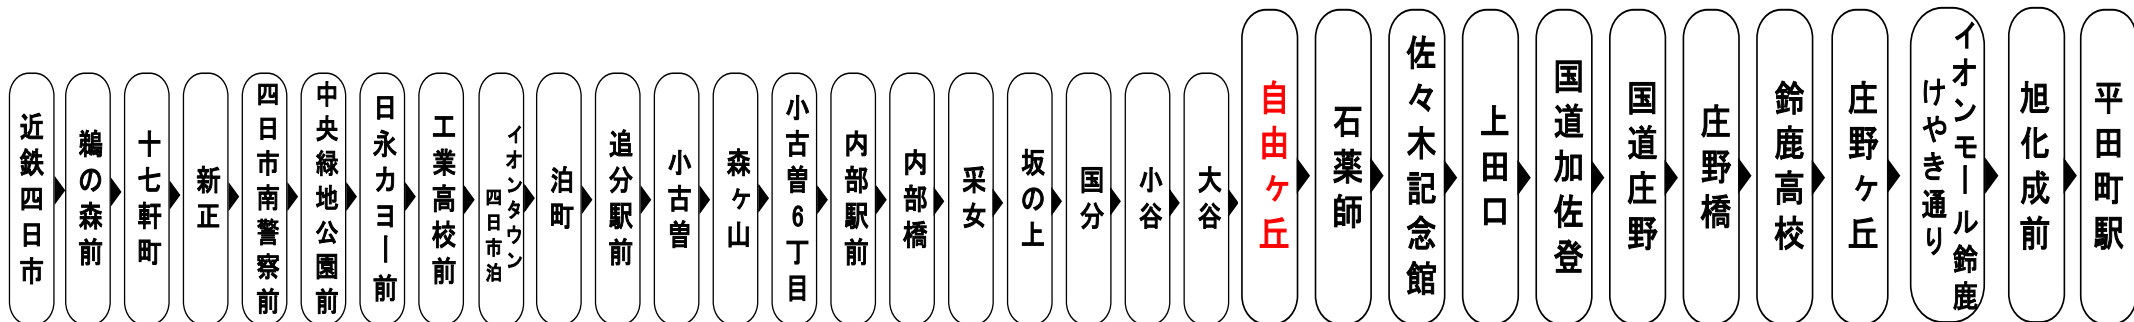 近鉄四日市
鵜の森前
十七軒町
新正
四日市南警察前
中央緑地公園前
日永カヨー前
工業高校前
イオンタウン
四日市泊
泊町
追分駅前
小古曽
森ヶ山
小古曽6丁目
内部駅前
内部橋
采女
坂の上
国分
小谷
大谷
自由ヶ丘
石薬師
佐々木記念館
上田口
国道加佐登
国道庄野
庄野橋
鈴鹿高校
庄野ヶ丘
イオンモール鈴鹿
けやき通り
旭化成前
平田町駅